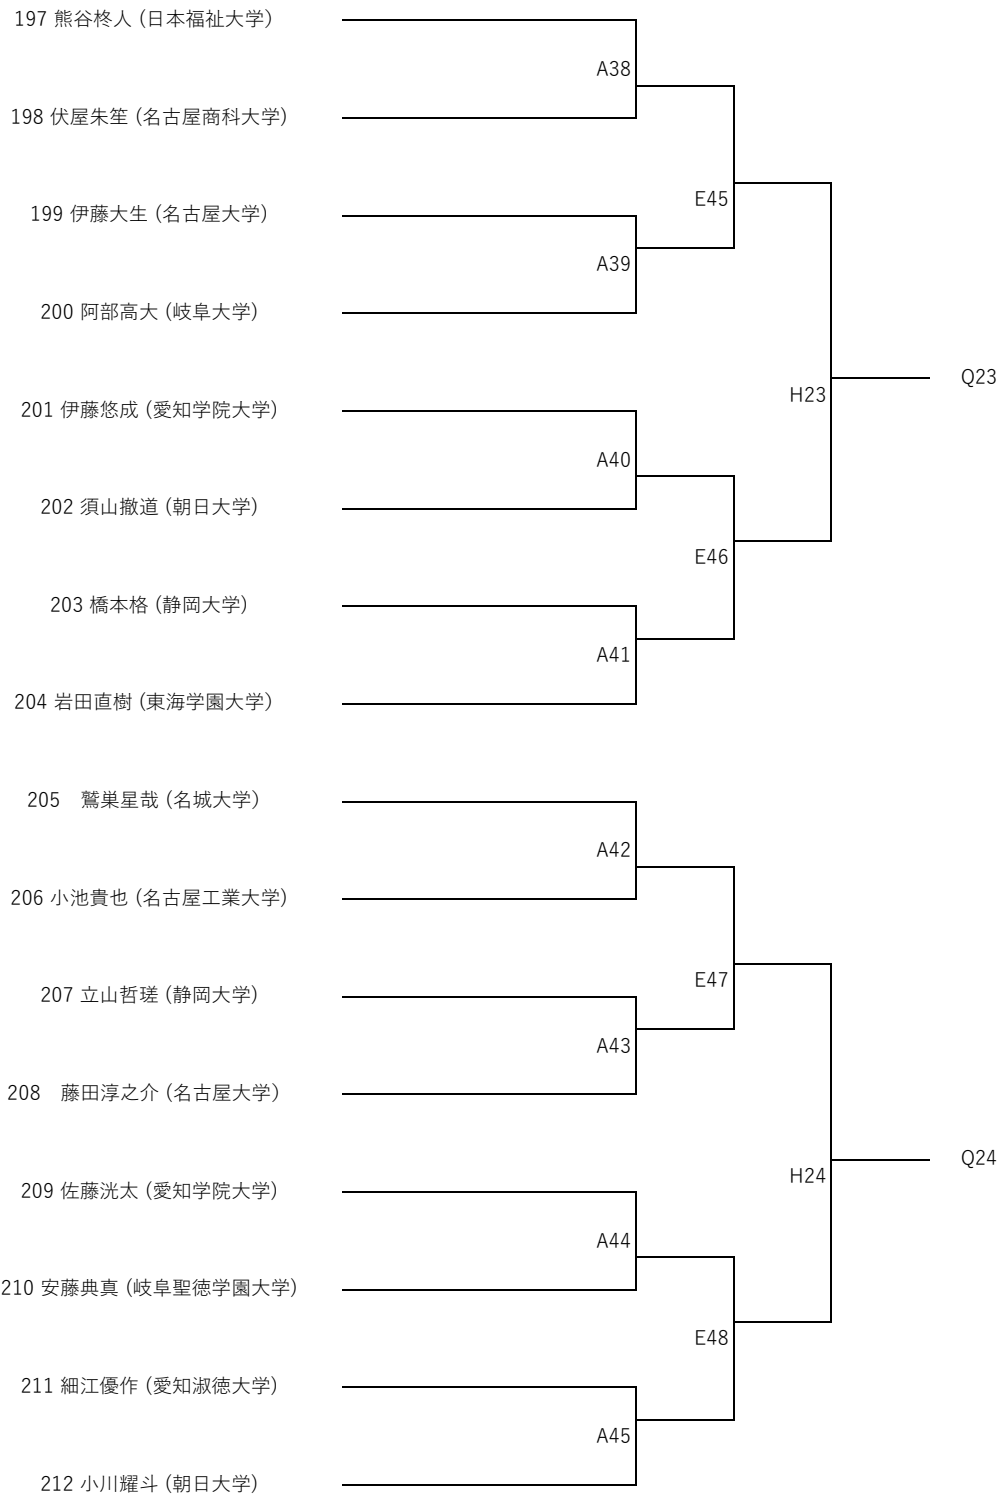 197 熊谷柊人 (日本福祉大学)
A38
198 伏屋朱笙 (名古屋商科大学)
E45
199 伊藤大生 (名古屋大学)
A39
200 阿部高大 (岐阜大学)
Q23
H23
201 伊藤悠成 (愛知学院大学)
A40
202 須山撤道 (朝日大学)
E46
203 橋本格 (静岡大学)
A41
204 岩田直樹 (東海学園大学)
205　鷲巣星哉 (名城大学)
A42
206 小池貴也 (名古屋工業大学)
E47
207 立山哲瑳 (静岡大学)
A43
208　藤田淳之介 (名古屋大学)
Q24
H24
209 佐藤洸太 (愛知学院大学)
A44
210 安藤典真 (岐阜聖徳学園大学)
E48
211 細江優作 (愛知淑徳大学)
A45
212 小川耀斗 (朝日大学)